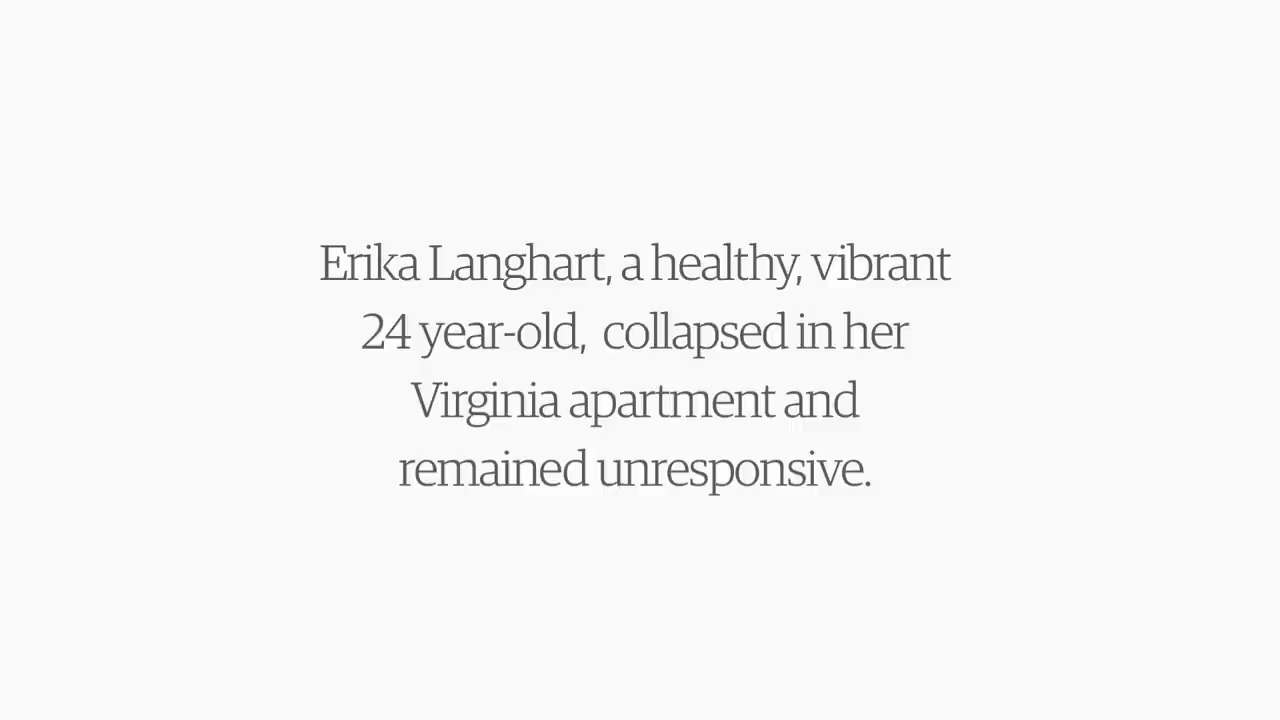 Erika Langhart, a healthy, vibrant
24 year-old,  collapsed in her
Virginia apartment and
remained unresponsive.